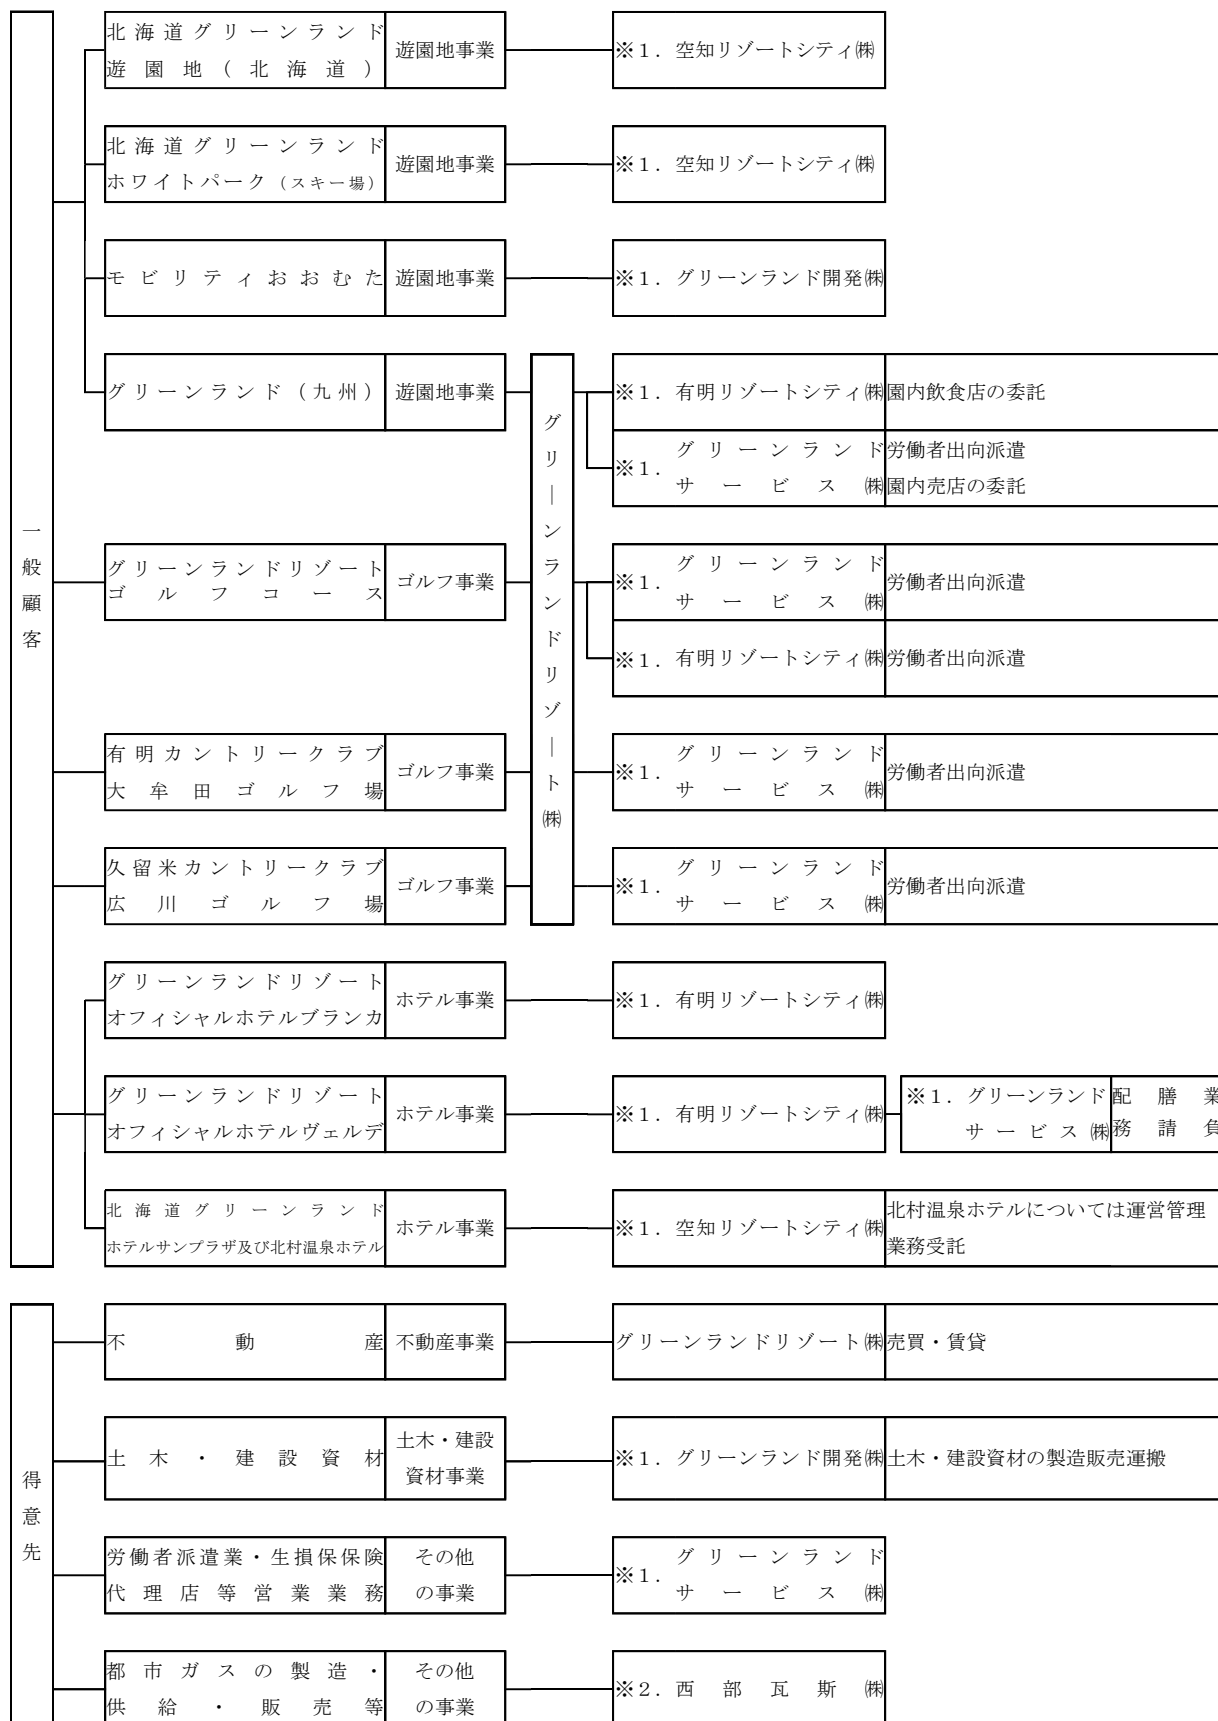 一般顧客
北海道グリーンランド
遊園地(北海道)
遊園地事業
※1.空知リゾートシティ㈱
北海道グリーンランド
ホワイトパーク(スキー場)
遊園地事業
※1.空知リゾートシティ㈱
モビリティおおむた
遊園地事業
※1.グリーンランド開発㈱
グリーンランド(九州)
遊園地事業
グリーンランドリゾート㈱
※1.有明リゾートシティ㈱
園内飲食店の委託
※1.グリーンランド
サービス㈱
労働者出向派遣
園内売店の委託
グリーンランドリゾート
ゴルフコース
ゴルフ事業
※1.グリーンランド
サービス㈱
労働者出向派遣
※1.有明リゾートシティ㈱
労働者出向派遣
有明カントリークラブ
大牟田ゴルフ場
ゴルフ事業
※1.グリーンランド
サービス㈱
労働者出向派遣
久留米カントリークラブ
広川ゴルフ場
ゴルフ事業
※1.グリーンランド
サービス㈱
労働者出向派遣
グリーンランドリゾート
オフィシャルホテルブランカ
ホテル事業
※1.有明リゾートシティ㈱
グリーンランドリゾート
オフィシャルホテルヴェルデ
ホテル事業
※1.有明リゾートシティ㈱
※1.グリーンランド
サービス㈱
配膳業
務請負
北海道グリーンランド
ホテルサンプラザ及び北村温泉ホテル
ホテル事業
※1.空知リゾートシティ㈱
北村温泉ホテルについては運営管理
業務受託
得意先
不動産
不動産事業
グリーンランドリゾート㈱
売買・賃貸
土木・建設資材
土木・建設
資材事業
※1.グリーンランド開発㈱
土木・建設資材の製造販売運搬
労働者派遣業・生損保保険
代理店等営業業務
その他
の事業
※1.グリーンランド
サービス㈱
都市ガスの製造・
供給・販売等
その他
の事業
※2.西部瓦斯㈱